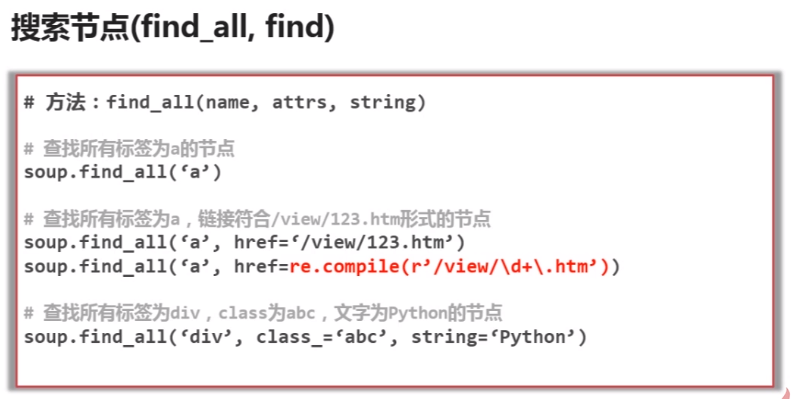 搜索节点(find_all, find)
# 方法：find_all(name, attrs, string)
# 查找所有标签为a的节点
soup.find_all(‘a’)
# 查找所有标签为a，链接符合/view/123.htm形式的节点
soup.find_all(‘a’, href=‘/view/123.htm’)
soup.find_all(‘a’, href=re.compile(r’/view/\d+\.htm’))
# 查找所有标签为div，class为abc，文字为Python的节点
soup.find_all(‘div’, class_=‘abc’, string=‘Python’)